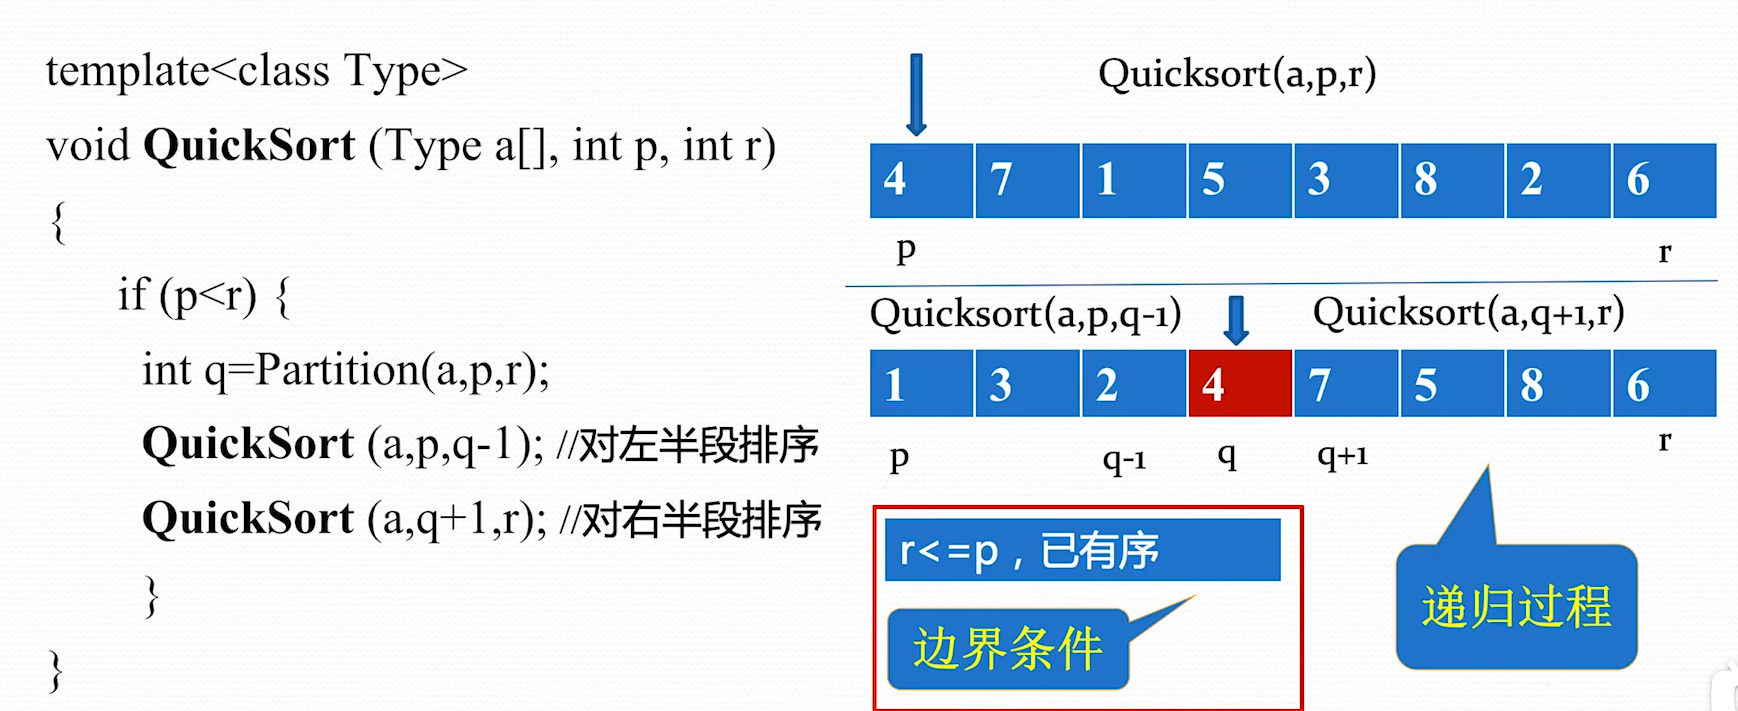 template<class Type>
void QuickSort (Type a[], int p, int r)
{
if (p<r) {
int q=Partition(a,p,r);
QuickSort (a,p,q-1); //对左半段排序
QuickSort (a,q+1,r); //对右半段排序
}
}
Quicksort(a,p,r)
4 7 1 5 3 8 2 6
p r
Quicksort(a,p,q-1) Quicksort(a,q+1,r)
1 3 2 4 7 5 8 6
p q-1 q q+1 r
r<=p，已有序
边界条件
递归过程